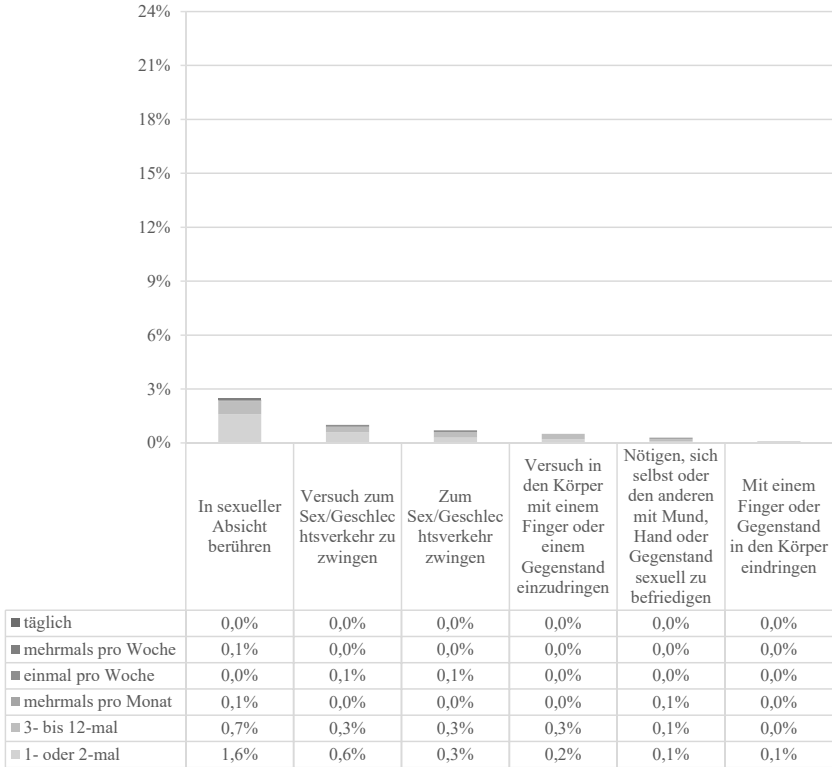 24%
21%
18%
15%
12%
9%
6%
3%
0%
In sexueller
Absicht
berühren
Versuch zum
Sex/Geschlec
htsverkehr zu
zwingen
Zum
Sex/Geschlec
htsverkehr
zwingen
Versuch in
den Körper
mit einem
Finger oder
einem
Gegenstand
einzudringen
Nötigen, sich
selbst oder
den anderen
mit Mund,
Hand oder
Gegenstand
sexuell zu
befriedigen
Mit einem
Finger oder
Gegenstand
in den Körper
eindringen
täglich 0,0% 0,0% 0,0% 0,0% 0,0% 0,0%
mehrmals pro Woche 0,1% 0,0% 0,0% 0,0% 0,0% 0,0%
einmal pro Woche 0,0% 0,1% 0,1% 0,0% 0,0% 0,0%
mehrmals pro Monat 0,1% 0,0% 0,0% 0,0% 0,1% 0,0%
3- bis 12-mal 0,7% 0,3% 0,3% 0,3% 0,1% 0,0%
1- oder 2-mal 1,6% 0,6% 0,3% 0,2% 0,1% 0,1%